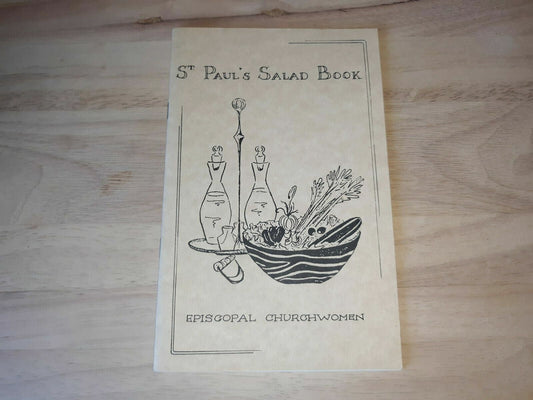 ST PAUL'S SALAD BOOK
EPISCOPAL CHURCHWOMEN